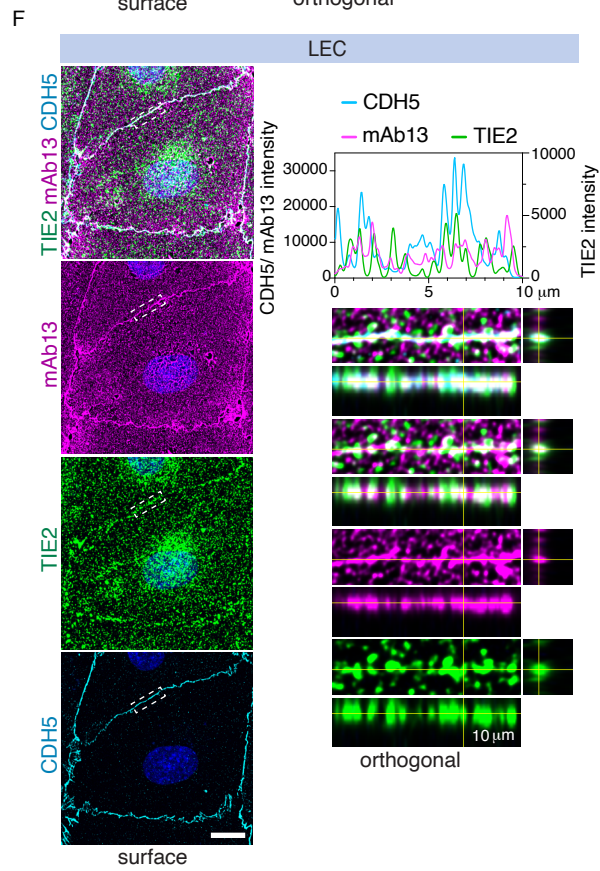 surface
orthogonal
F
LEC
TIE2 mAb13 CDH5
mAb13
TIE2
CDH5
surface
CDH5
mAb13
TIE2
CDH5/ mAb13 intensity
30000
20000
10000
0
10000
5000
0
TIE2 intensity
0
5
10
μm
10 μm
orthogonal